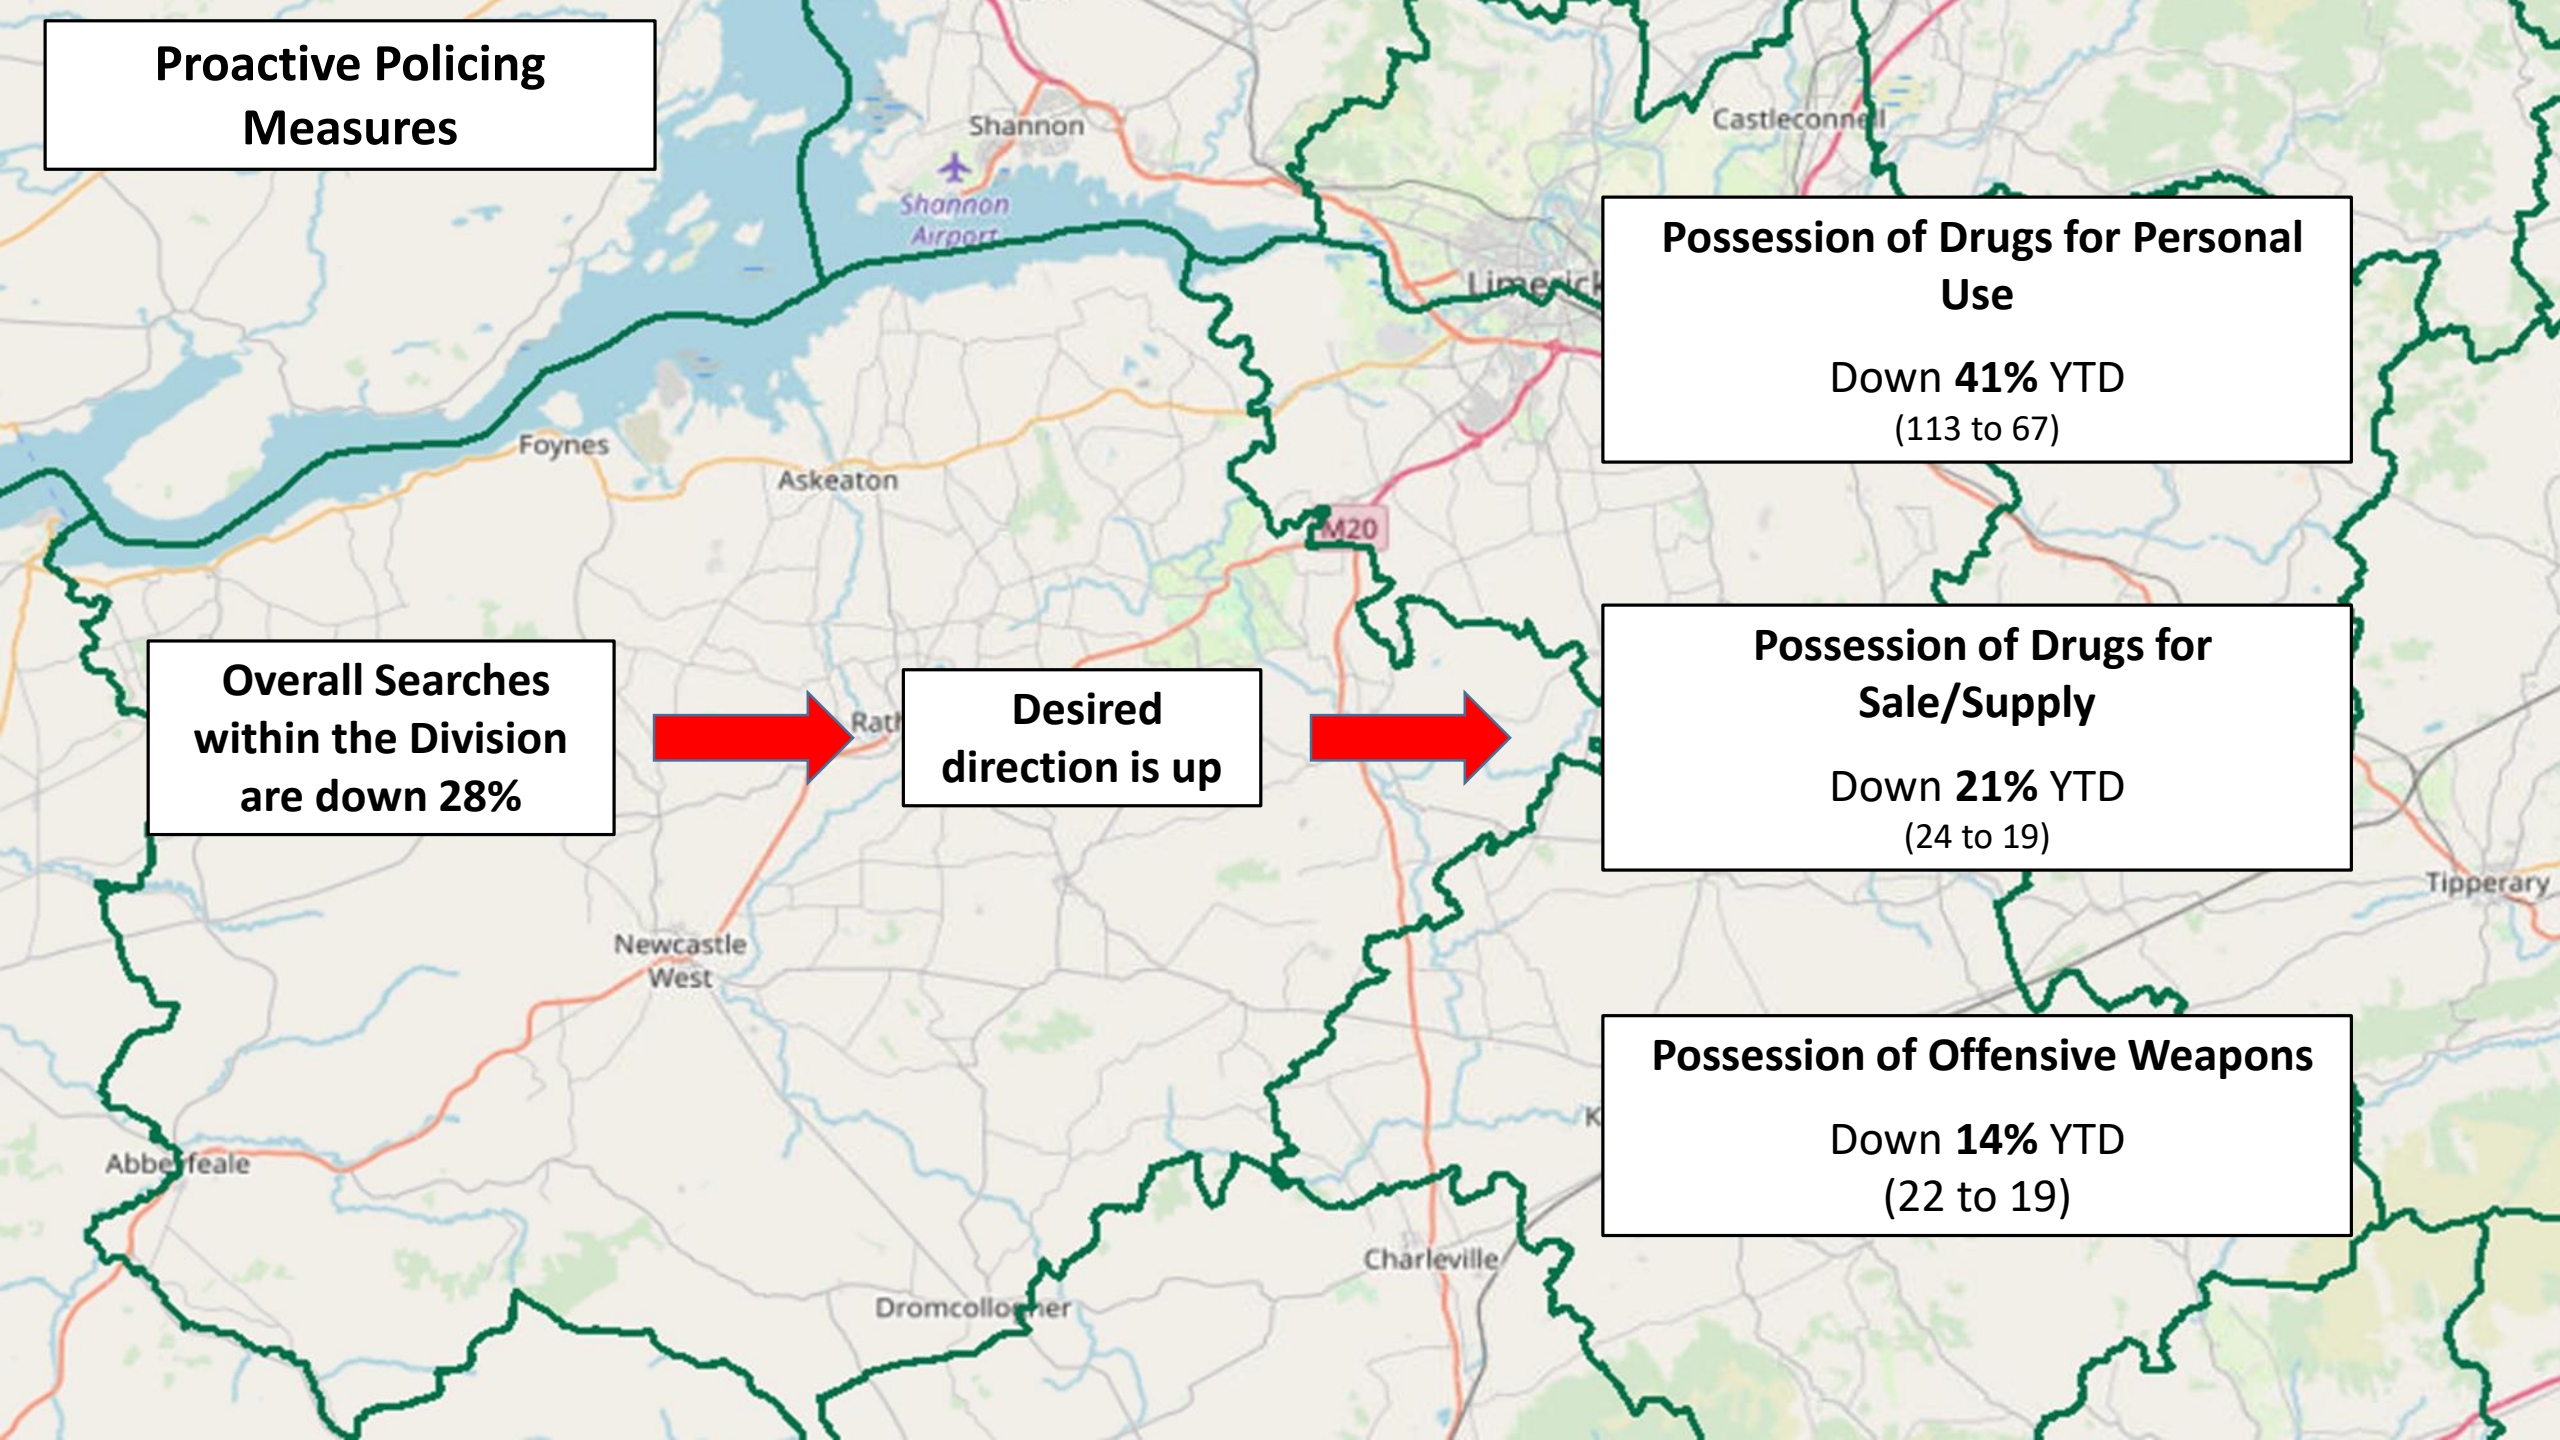 Proactive Policing
Measures
Shannon
Shannon
Airport
Castleconnell
Limerick
Foynes
Askeaton
M20
Newcastle
West
Abbeyfeale
Dromcollogher
Charleville
Tipperary
Overall Searches
within the Division
are down 28%
Desired
direction is up
Possession of Drugs for Personal
Use
Down 41% YTD
(113 to 67)
Possession of Drugs for
Sale/Supply
Down 21% YTD
(24 to 19)
Possession of Offensive Weapons
Down 14% YTD
(22 to 19)